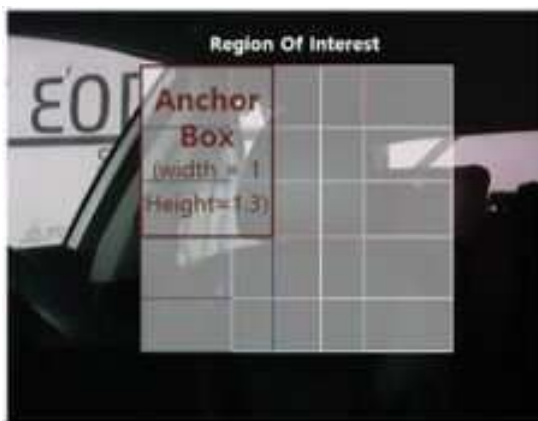 Region Of Interest
Anchor
Box
(width = 1
Height=1.3)